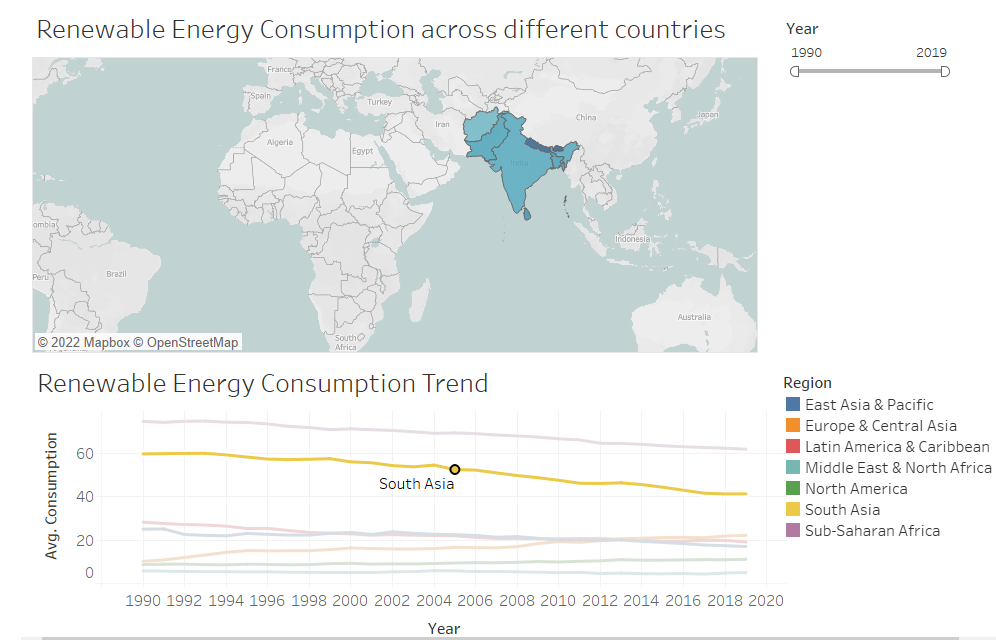 Renewable Energy Consumption across different countries
Year
1990 2019
France
Spain
Turkey
Iran
China
Japan
Algeria
Egypt
India
ombia
Brazil
Peru
Indonesia
Australia
South
Africa
© 2022 Mapbox © OpenStreetMap
Renewable Energy Consumption Trend
Region
East Asia & Pacific
Europe & Central Asia
Latin America & Caribbean
Middle East & North Africa
North America
South Asia
Sub-Saharan Africa
Avg. Consumption
60
40
20
0
South Asia
1990 1992 1994 1996 1998 2000 2002 2004 2006 2008 2010 2012 2014 2016 2018 2020
Year